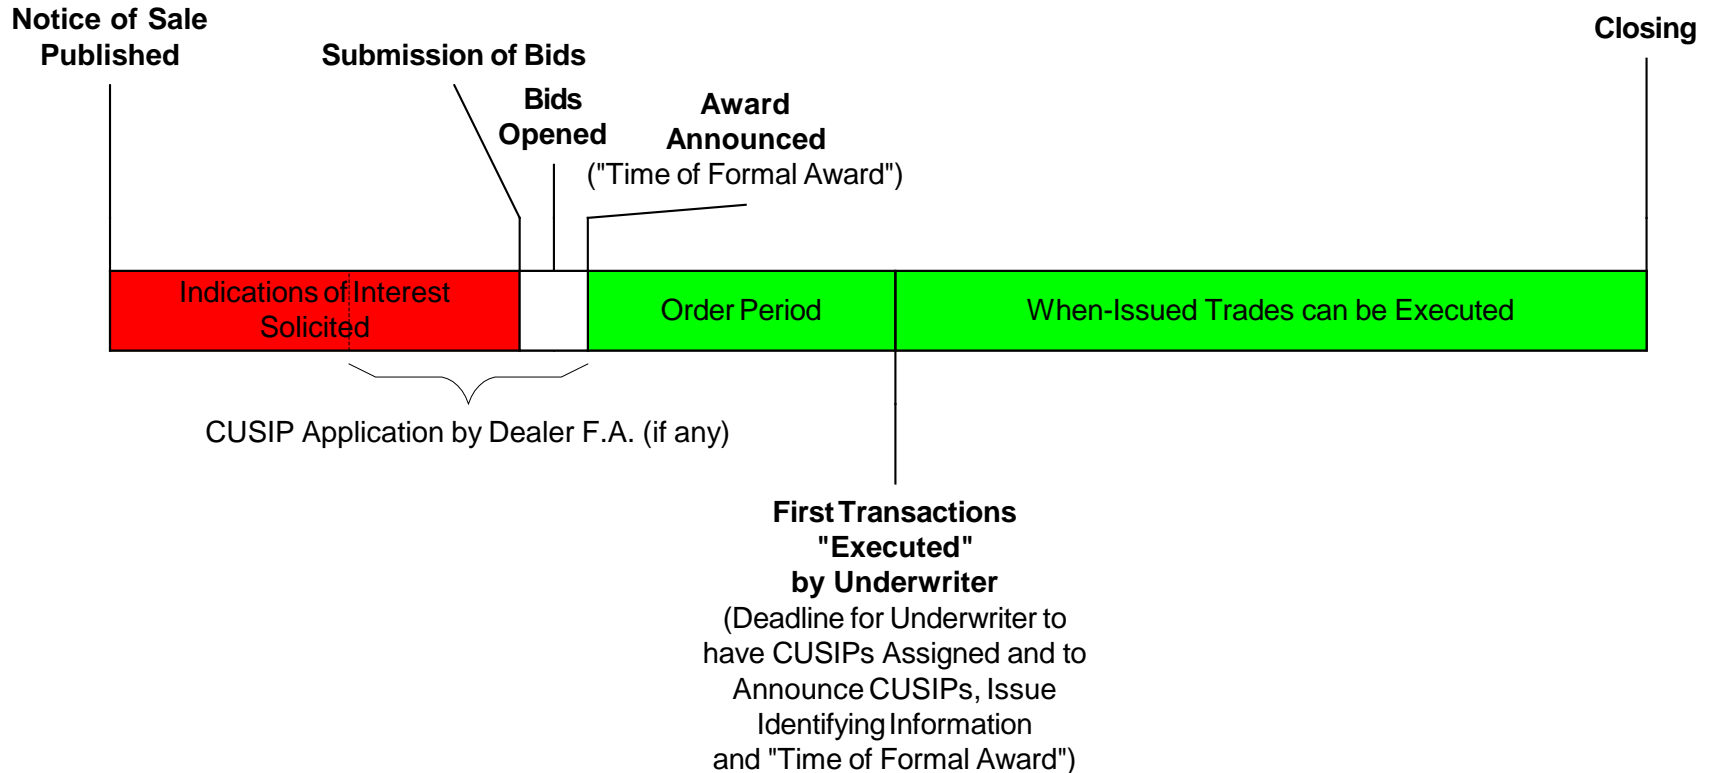 Notice of Sale
Published
Submission of Bids
Bids
Opened
Award
Announced
("Time of Formal Award")
Closing
Indications of Interest
Solicited
Order Period
When-Issued Trades can be Executed
CUSIP Application by Dealer F.A. (if any)
First Transactions
"Executed"
by Underwriter
(Deadline for Underwriter to
have CUSIPs Assigned and to
Announce CUSIPs, Issue
Identifying Information
and "Time of Formal Award")